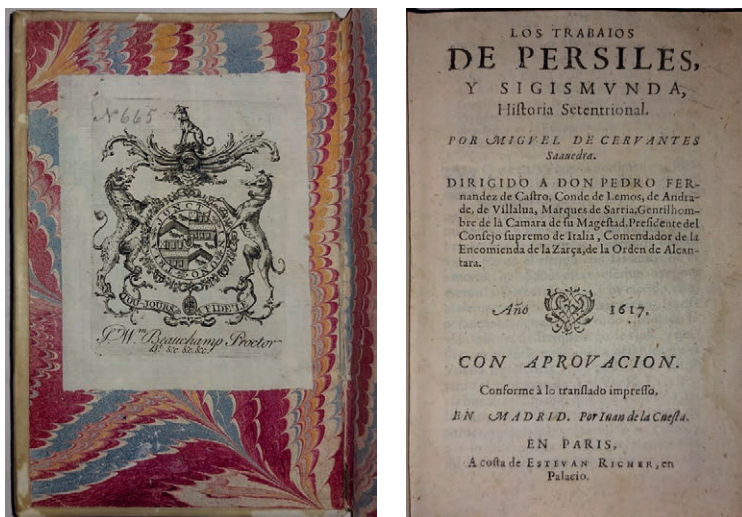 Nº 665
TOUJOURS FIDELE
Beauchamp Proctor
Bt. &c. &c. &c.
LOS TRABAIOS
DE PERSILES,
Y SIGISMVNDA,
Hiſtoria Setentrional.
POR MIGVEL DE CERVANTES
Saauedra.
DIRIGIDO A DON PEDRO FER-
nandez de Caſtro, Conde de Lemos, de Andra-
de, de Villalua, Marques de Sarria, Gentilhom-
bre de la Camara de ſu Mageſtad, Preſidente del
Conſejo ſupremo de Italia, Comendador de la
Encomienda de la Zarça, de la Orden de Alcan-
tara.
Año 1617.
CON APROVACION.
Conforme à lo tranſlado impreſſo,
EN MADRID. Por Iuan de la Cueſta.
EN PARIS,
A coſta de ESTEVAN RICHER, en
Palacio.